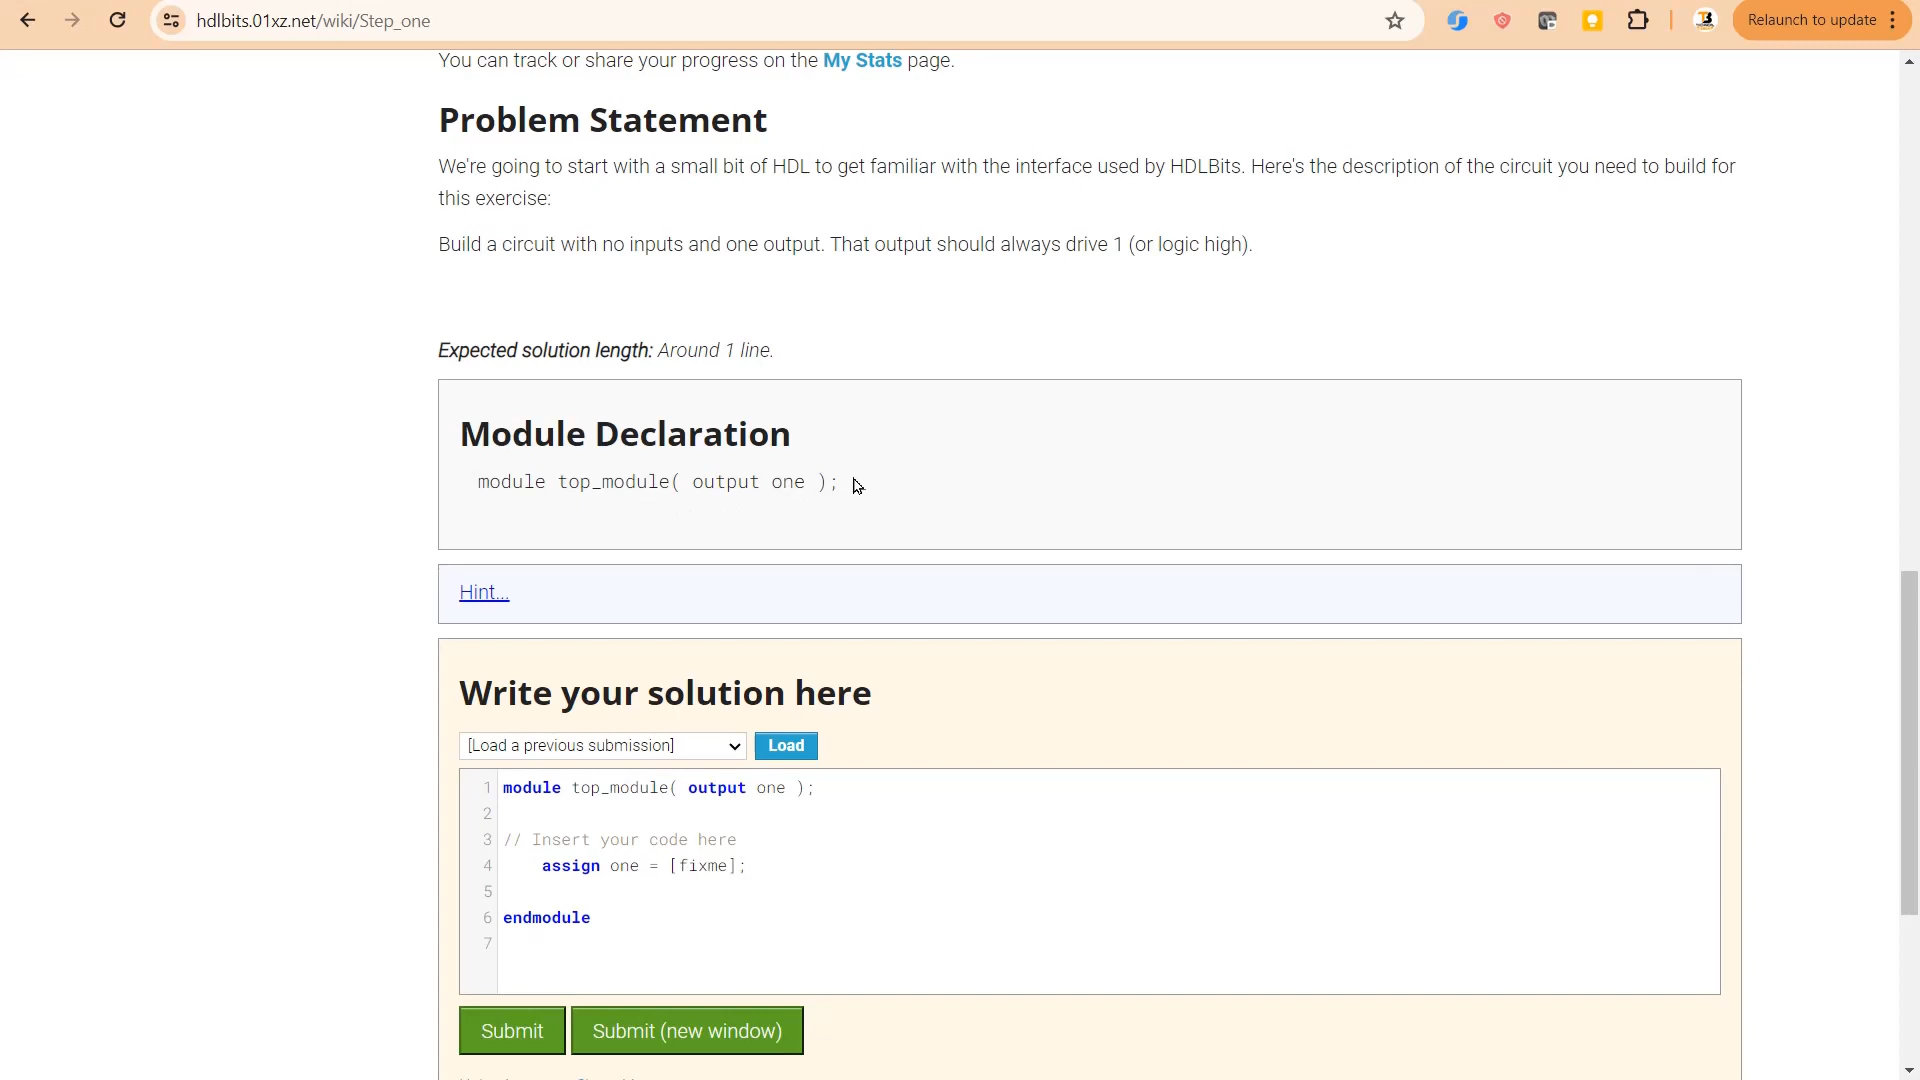 hdlbits.01xz.net/wiki/Step_one
Relaunch to update
You can track or share your progress on the My Stats page.
Problem Statement
We're going to start with a small bit of HDL to get familiar with the interface used by HDLBits. Here's the description of the circuit you need to build for
this exercise:
Build a circuit with no inputs and one output. That output should always drive 1 (or logic high).
Expected solution length: Around 1 line.
Module Declaration
module top_module( output one );
Hint...
Write your solution here
[Load a previous submission] Load
1 module top_module( output one );
2
3 // Insert your code here
4 assign one = [fixme];
5
6 endmodule
7
Submit Submit (new window)